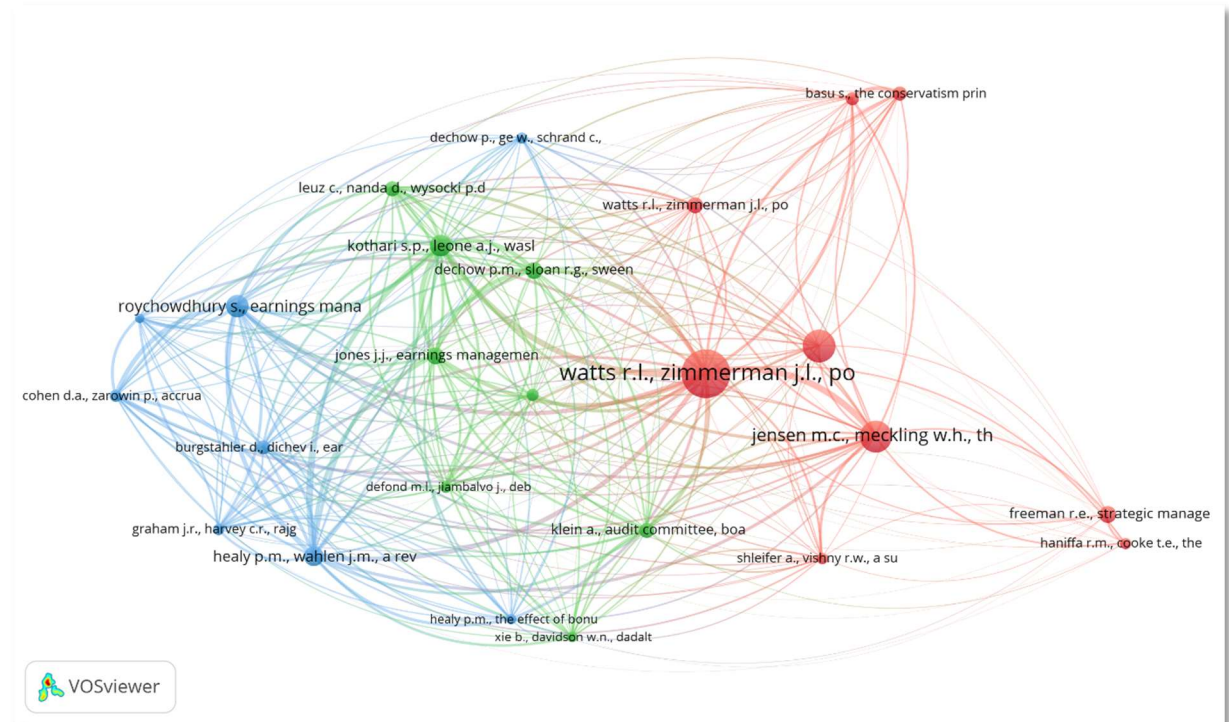 basu s., the conservatism prin
dechow p., ge w., schrand c.,
leuz c., nanda d., wysocki p.d
watts r.l., zimmerman j.l., po
kothari s.p., leone a.j., wasl
dechow p.m., sloan r.g., sween
roychowdhury s., earnings mana
jones j.j., earnings managemen
watts r.l., zimmerman j.l., po
cohen d.a., zarowin p., accrua
jensen m.c., meckling w.h., th
burgstahler d., dichev i., ear
defond m.l., jiambalvo j., deb
freeman r.e., strategic manage
graham j.r., harvey c.r., rajg
klein a., audit committee, boa
haniffa r.m., cooke t.e., the
healy p.m., wahlen j.m., a rev
shleifer a., vishny r.w., a su
healy p.m., the effect of bonu
xie b., davidson w.n., dadalt
VOSviewer